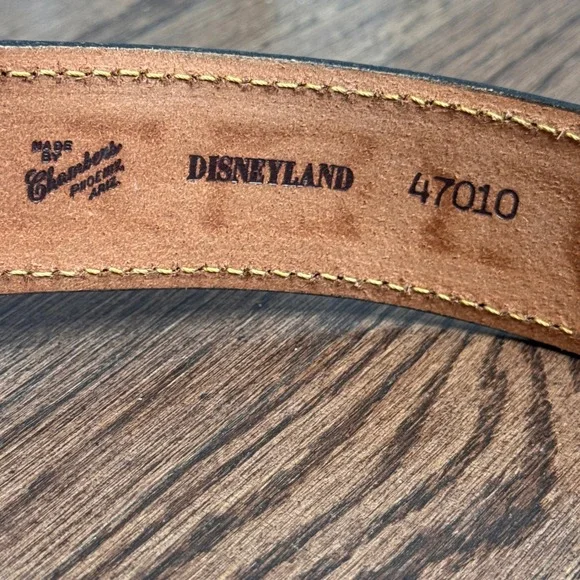 MADE
BY
Chambers
PHOENIX,
ARIZ.
DISNEYLAND
47010